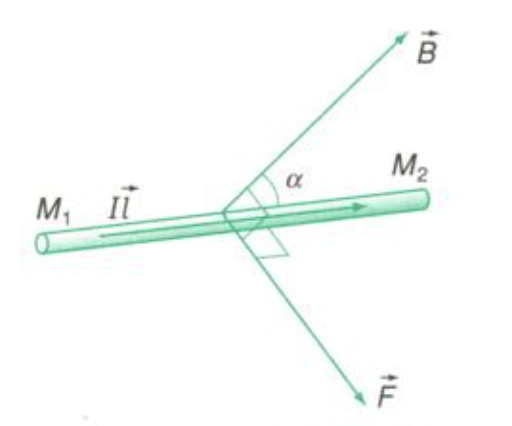 B⃗
α
M₂
M₁ Il⃗
F⃗